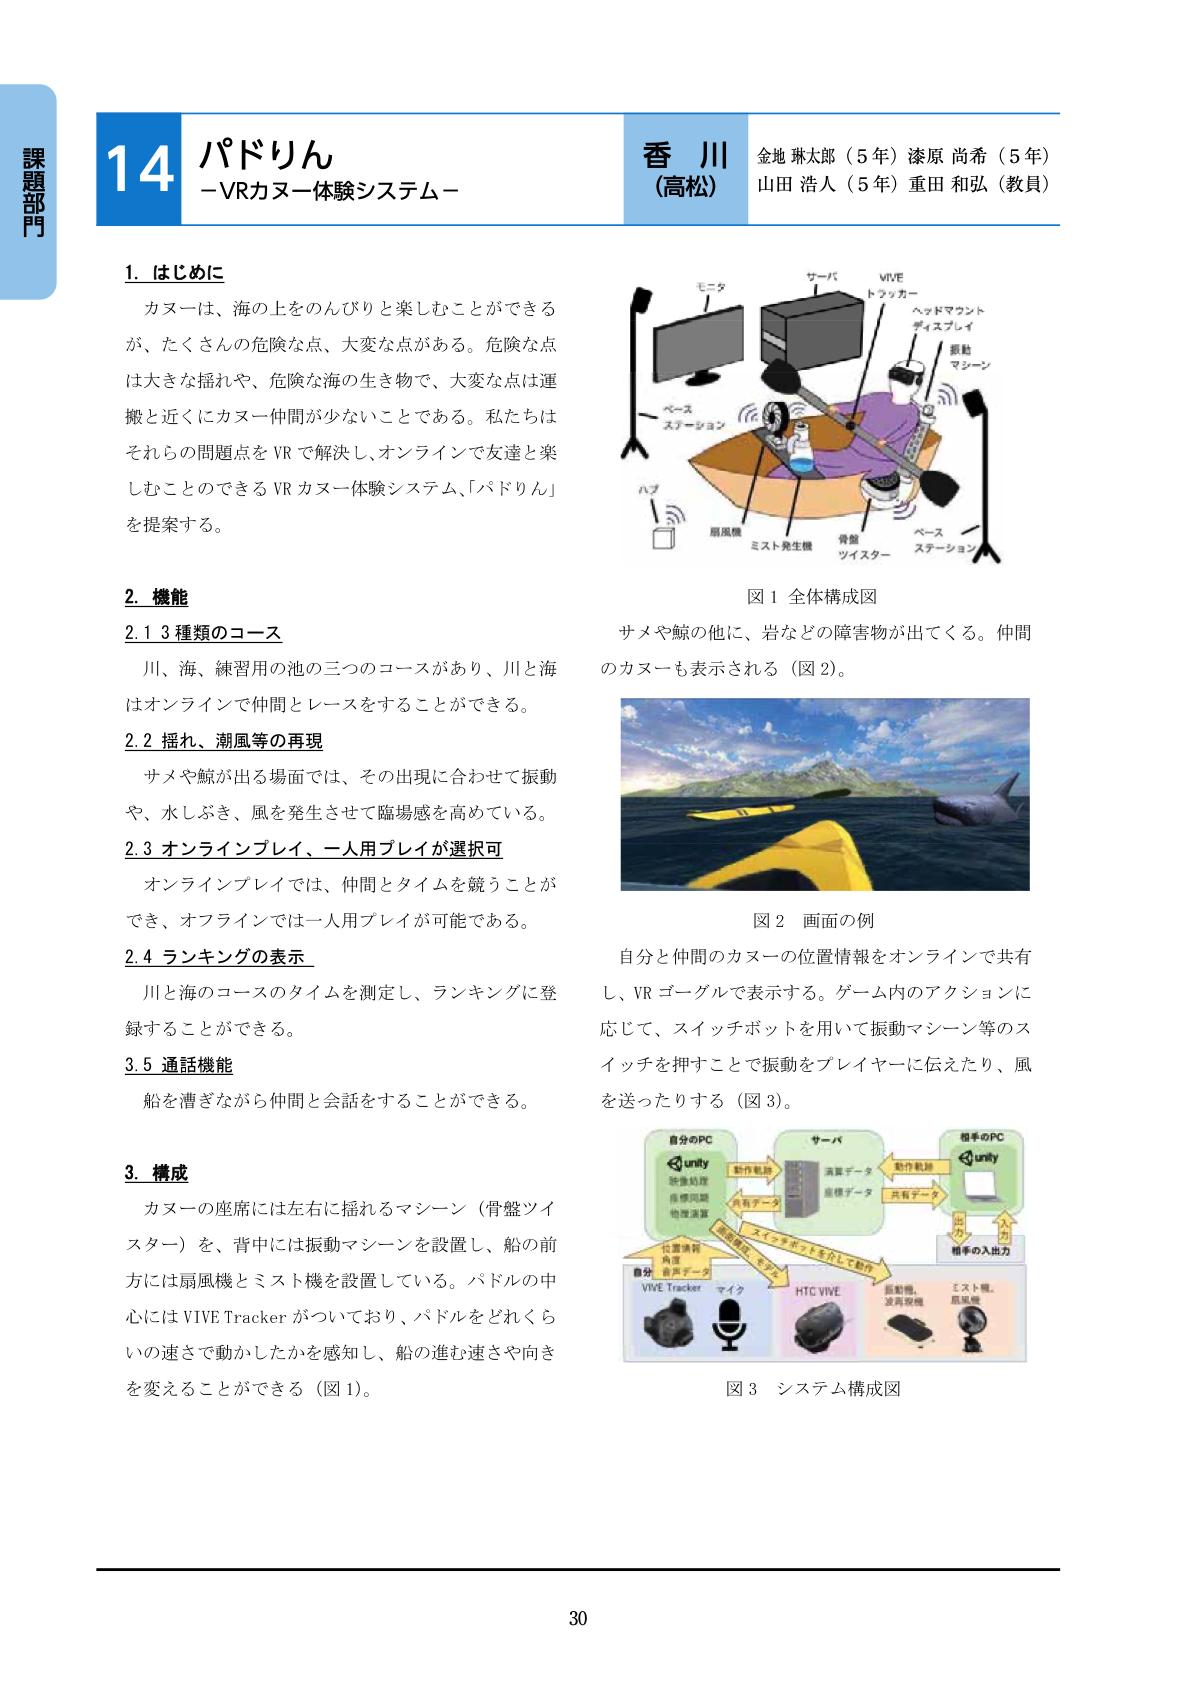 課題部門
14
パドりん
－VRカヌー体験システム－
香 川
(高松)
金地 琳太郎（５年）漆原 尚希（５年）
山田 浩人（５年）重田 和弘（教員）
1. はじめに
カヌーは、海の上をのんびりと楽しむことができる
が、たくさんの危険な点、大変な点がある。危険な点
は大きな揺れや、危険な海の生き物で、大変な点は運
搬と近くにカヌー仲間が少ないことである。私たちは
それらの問題点を VR で解決し､オンラインで友達と楽
しむことのできる VR カヌー体験システム､｢パドりん｣
を提案する。
2. 機能
2.1 3 種類のコース
川、海、練習用の池の三つのコースがあり、川と海
はオンラインで仲間とレースをすることができる。
2.2 揺れ、潮風等の再現
サメや鯨が出る場面では、その出現に合わせて振動
や、水しぶき、風を発生させて臨場感を高めている。
2.3 オンラインプレイ、一人用プレイが選択可
オンラインプレイでは、仲間とタイムを競うことが
でき、オフラインでは一人用プレイが可能である。
2.4 ランキングの表示
川と海のコースのタイムを測定し、ランキングに登
録することができる。
3.5 通話機能
船を漕ぎながら仲間と会話をすることができる。
3. 構成
カヌーの座席には左右に揺れるマシーン（骨盤ツイ
スター）を、背中には振動マシーンを設置し、船の前
方には扇風機とミスト機を設置している。パドルの中
心には VIVE Tracker がついており､パドルをどれくら
いの速さで動かしたかを感知し、船の進む速さや向き
を変えることができる（図 1）。
モニタ
サーバ
VIVE
トラッカー
ヘッドマウント
ディスプレイ
振動
マシーン
ベース
ステーション
ハブ
扇風機
ミスト発生機
骨盤
ツイスター
ベース
ステーション
図 1 全体構成図
サメや鯨の他に、岩などの障害物が出てくる。仲間
のカヌーも表示される（図 2）。
図 2　画面の例
自分と仲間のカヌーの位置情報をオンラインで共有
し、VR ゴーグルで表示する。ゲーム内のアクションに
応じて、スイッチボットを用いて振動マシーン等のス
イッチを押すことで振動をプレイヤーに伝えたり、風
を送ったりする（図 3）。
自分のPC
unity
映像処理
座標同期
物理演算
動作軌跡
共有データ
サーバ
演算データ
座標データ
動作軌跡
共有データ
相手のPC
unity
出力
入力
相手の入出力
画面構成、モデル
スイッチボットを介して動作
位置情報
角度
音声データ
自分
VIVE Tracker
マイク
HTC VIVE
振動機、
波再現機
ミスト機、
扇風機
図 3　システム構成図
30